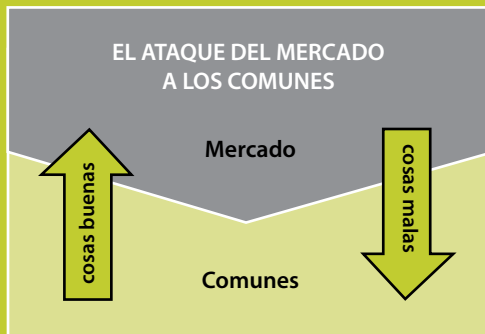 EL ATAQUE DEL MERCADO
A LOS COMUNES
Mercado
cosas buenas
cosas malas
Comunes